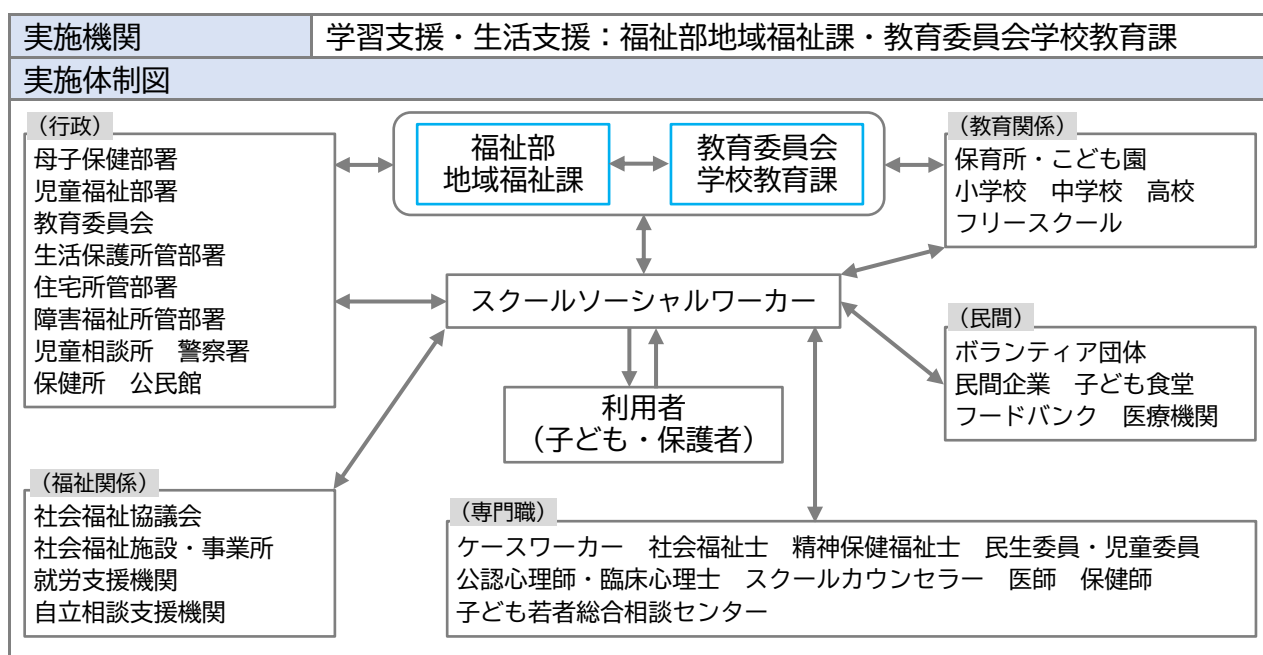 実施機関
学習支援・生活支援：福祉部地域福祉課・教育委員会学校教育課
実施体制図
（行政）
母子保健部署
児童福祉部署
教育委員会
生活保護所管部署
住宅所管部署
障害福祉所管部署
児童相談所　警察署
保健所　公民館
福祉部
地域福祉課
教育委員会
学校教育課
（教育関係）
保育所・こども園
小学校　中学校　高校
フリースクール
スクールソーシャルワーカー
（民間）
ボランティア団体
民間企業　子ども食堂
フードバンク　医療機関
利用者
（子ども・保護者）
（福祉関係）
社会福祉協議会
社会福祉施設・事業所
就労支援機関
自立相談支援機関
（専門職）
ケースワーカー　社会福祉士　精神保健福祉士　民生委員・児童委員
公認心理師・臨床心理士　スクールカウンセラー　医師　保健師
子ども若者総合相談センター